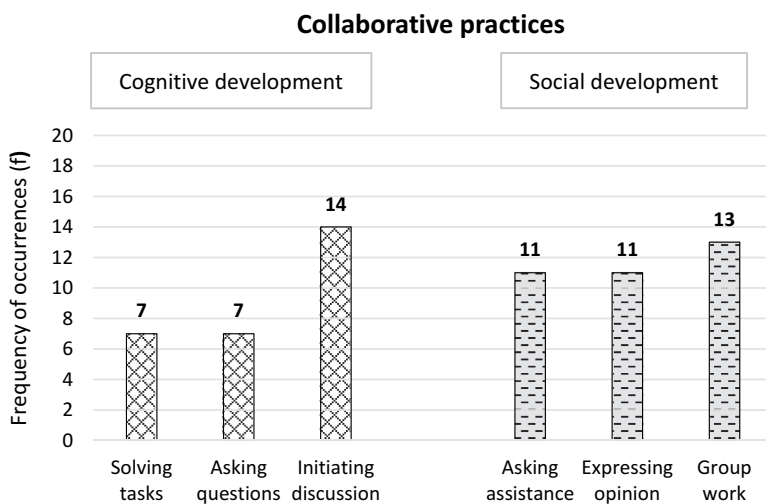 Collaborative practices
Cognitive development
Social development
Frequency of occurrences (f)
20
18
16
14
12
10
8
6
4
2
0
7
7
14
11
11
13
Solving
tasks
Asking
questions
Initiating
discussion
Asking
assistance
Expressing
opinion
Group
work